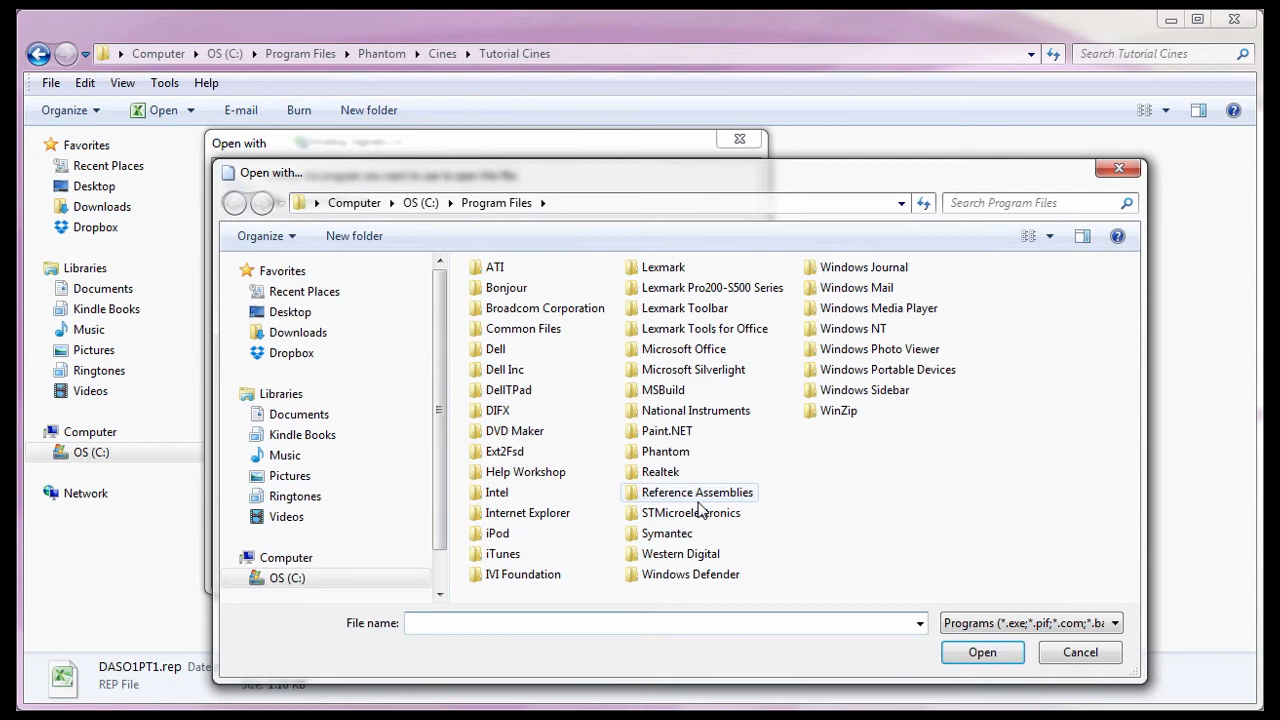 Computer OS (C:) Program Files Phantom Cines Tutorial Cines Search Tutorial Cines
File Edit View Tools Help
Organize Open E-mail Burn New folder
Favorites
Recent Places
Desktop
Downloads
Dropbox
Libraries
Documents
Kindle Books
Music
Pictures
Ringtones
Videos
Computer
OS (C:)
Network
Open with
Open with...
Computer OS (C:) Program Files Search Program Files
Organize New folder
Favorites
Recent Places
Desktop
Downloads
Dropbox
Libraries
Documents
Kindle Books
Music
Pictures
Ringtones
Videos
Computer
OS (C:)
ATI
Bonjour
Broadcom Corporation
Common Files
Dell
Dell Inc
DellTPad
DIFX
DVD Maker
Ext2Fsd
Help Workshop
Intel
Internet Explorer
iPod
iTunes
IVI Foundation
Lexmark
Lexmark Pro200-S500 Series
Lexmark Toolbar
Lexmark Tools for Office
Microsoft Office
Microsoft Silverlight
MSBuild
National Instruments
Paint.NET
Phantom
Realtek
Reference Assemblies
STMicroelectronics
Symantec
Western Digital
Windows Defender
Windows Journal
Windows Mail
Windows Media Player
Windows NT
Windows Photo Viewer
Windows Portable Devices
Windows Sidebar
WinZip
File name: Programs (*.exe;*.pif;*.com;*.ba
Open Cancel
DASO1PT1.rep Date
REP File